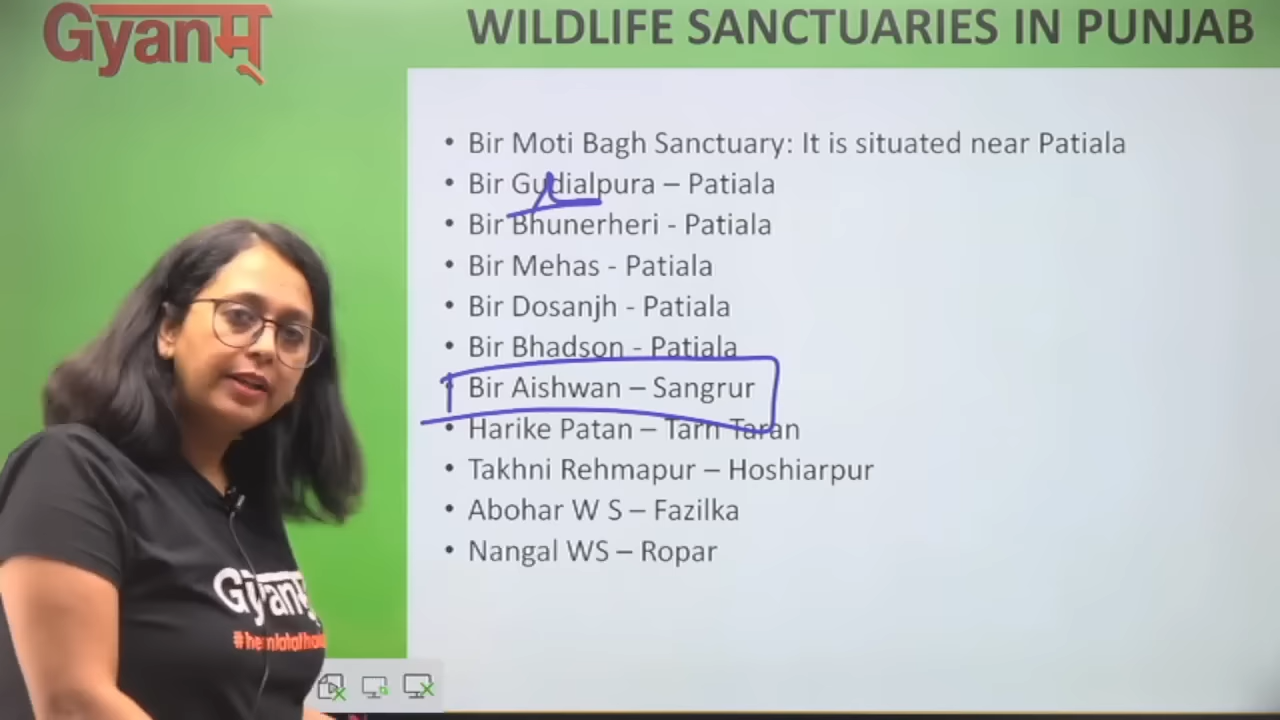 Gyanम्
WILDLIFE SANCTUARIES IN PUNJAB
• Bir Moti Bagh Sanctuary: It is situated near Patiala
• Bir Gudialpura – Patiala
• Bir Bhunerheri - Patiala
• Bir Mehas - Patiala
• Bir Dosanjh - Patiala
• Bir Bhadson - Patiala
• Bir Aishwan – Sangrur
• Harike Patan – Tarn Taran
• Takhni Rehmapur – Hoshiarpur
• Abohar W S – Fazilka
• Nangal WS – Ropar
Gyanम्